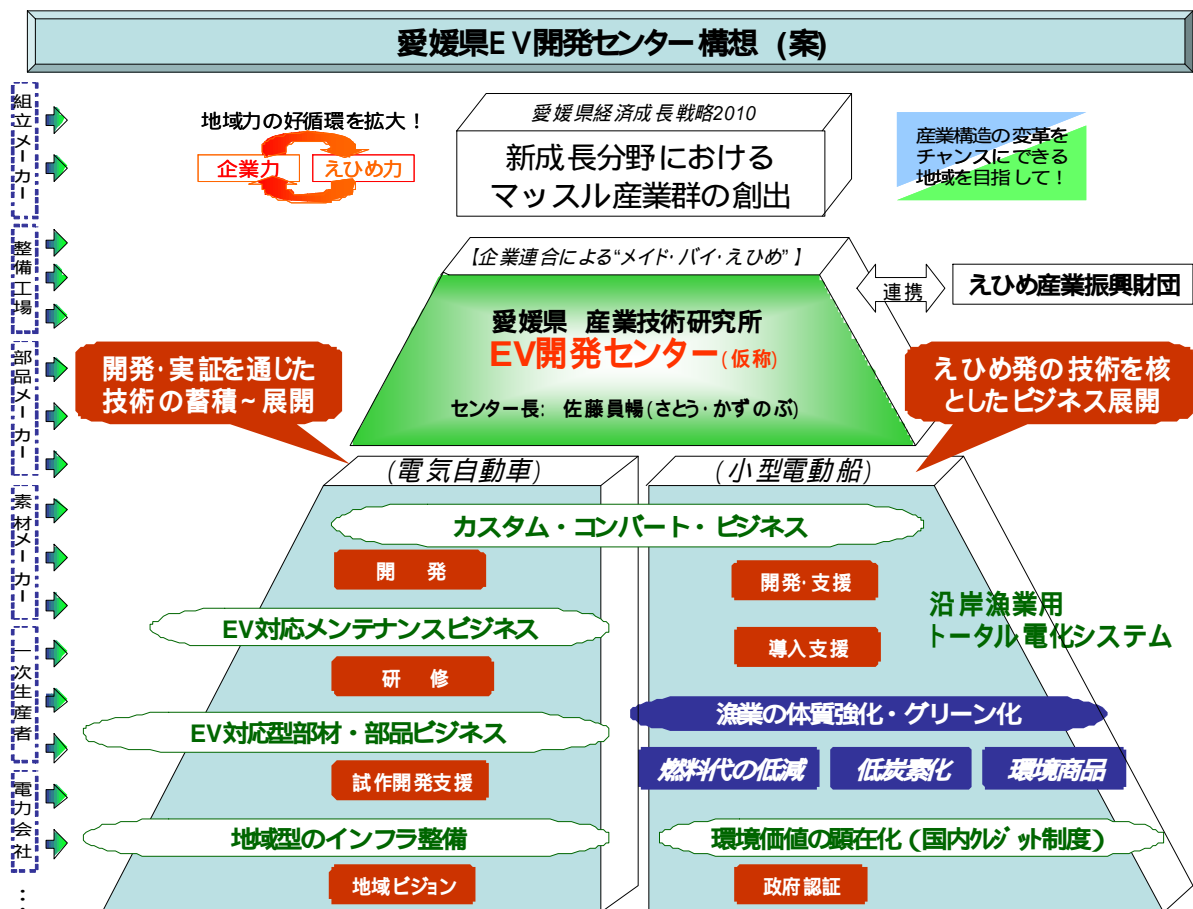 愛媛県EV開発センター構想 (案)
組立メーカー
整備工場
部品メーカー
素材メーカー
一次生産者
電力会社
…
地域力の好循環を拡大!
企業力
えひめ力
愛媛県経済成長戦略2010
新成長分野における
マッスル産業群の創出
産業構造の変革を
チャンスにできる
地域を目指して!
【企業連合による“メイド・バイ・えひめ”】
連携
えひめ産業振興財団
愛媛県 産業技術研究所
EV開発センター(仮称)
センター長: 佐藤員暢(さとう・かずのぶ)
開発・実証を通じた
技術の蓄積~展開
えひめ発の技術を核
としたビジネス展開
(電気自動車)
(小型電動船)
カスタム・コンバート・ビジネス
開 発
EV対応メンテナンスビジネス
研 修
EV対応型部材・部品ビジネス
試作開発支援
地域型のインフラ整備
地域ビジョン
開発・支援
導入支援
沿岸漁業用
トータル電化システム
漁業の体質強化・グリーン化
燃料代の低減
低炭素化
環境商品
環境価値の顕在化(国内クレジット制度)
政府認証